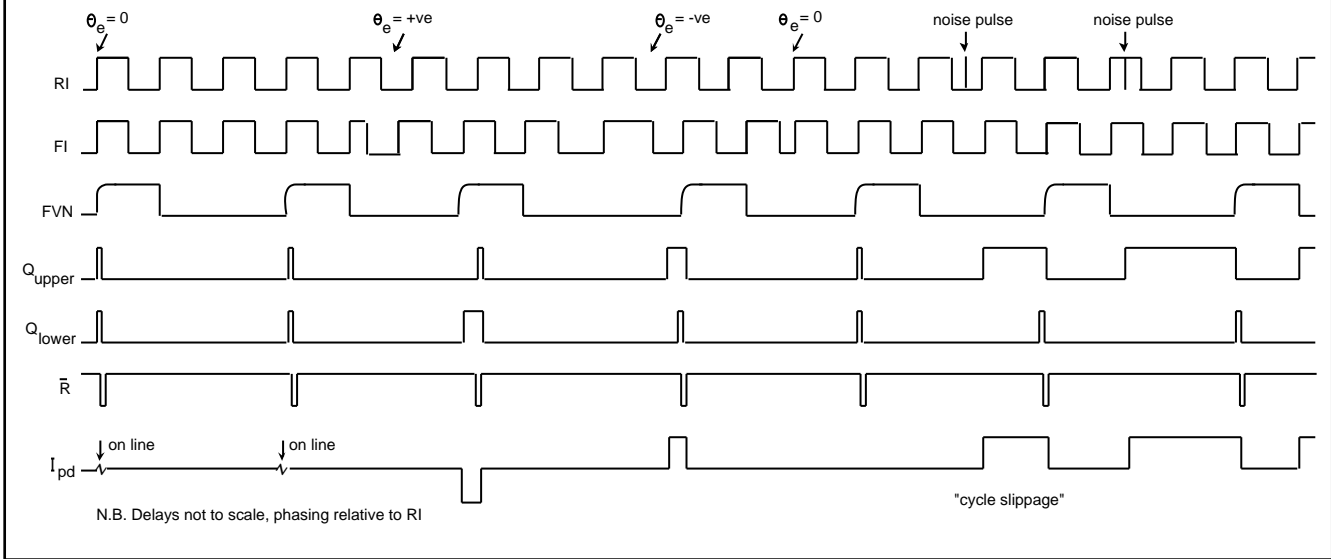 θe = 0
θe = +ve
θe = -ve
θe = 0
noise pulse
noise pulse
RI
FI
FVN
Qupper
Qlower
R̄
Ipd
on line
on line
"cycle slippage"
N.B. Delays not to scale, phasing relative to RI